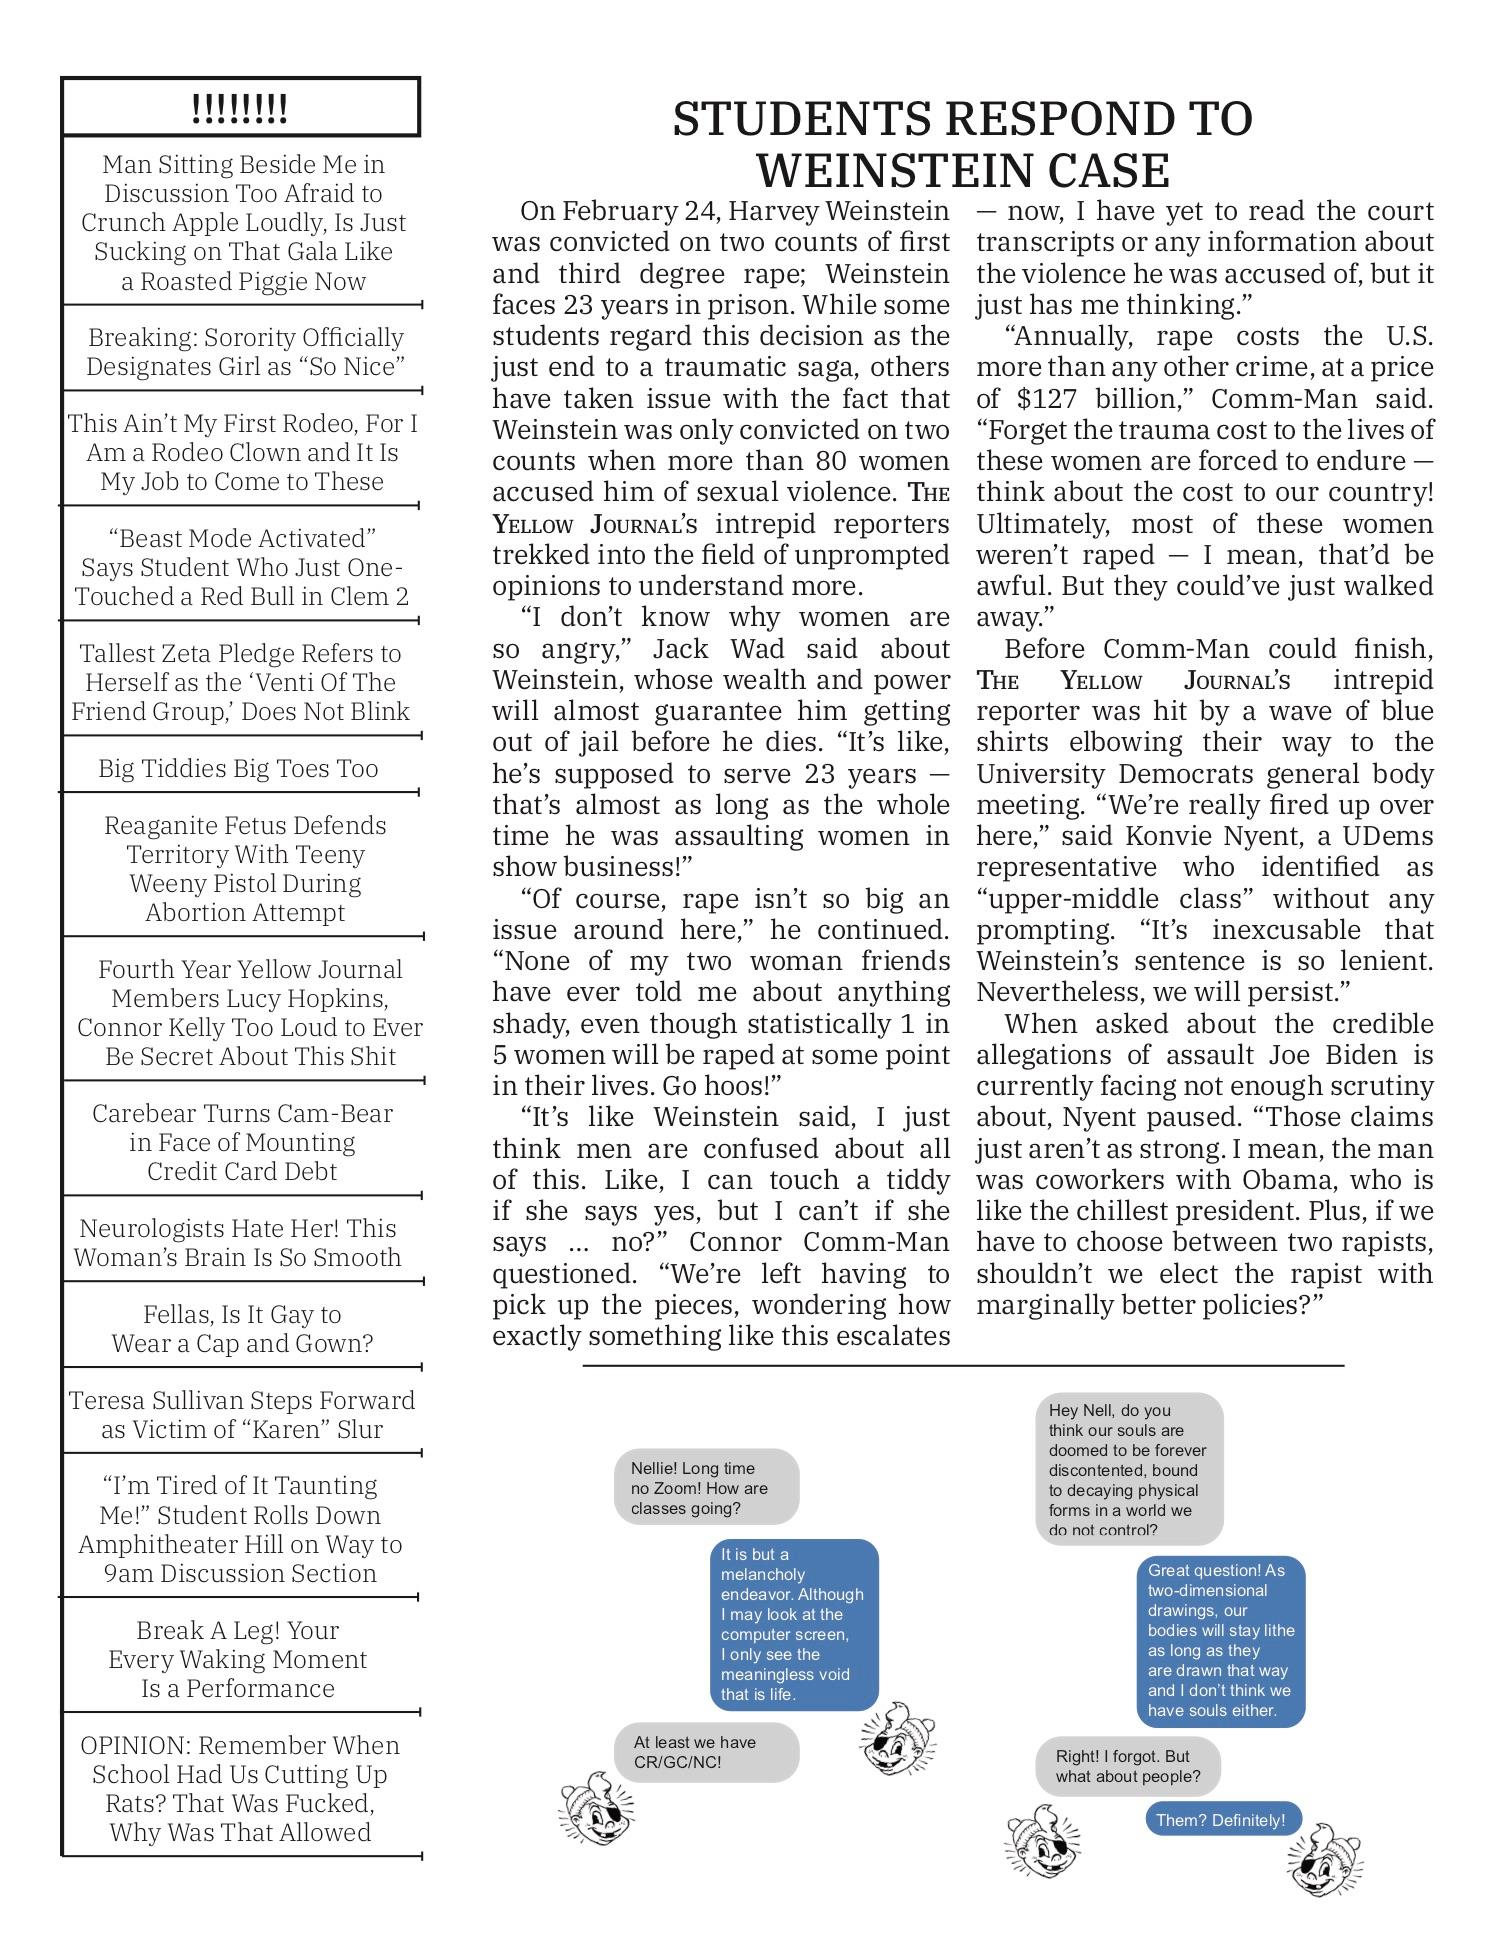 !!!!!!!!
Man Sitting Beside Me in
Discussion Too Afraid to
Crunch Apple Loudly, Is Just
Sucking on That Gala Like
a Roasted Piggie Now
Breaking: Sorority Officially
Designates Girl as “So Nice”
This Ain’t My First Rodeo, For I
Am a Rodeo Clown and It Is
My Job to Come to These
“Beast Mode Activated”
Says Student Who Just One-
Touched a Red Bull in Clem 2
Tallest Zeta Pledge Refers to
Herself as the ‘Venti Of The
Friend Group,’ Does Not Blink
Big Tiddies Big Toes Too
Reaganite Fetus Defends
Territory With Teeny
Weeny Pistol During
Abortion Attempt
Fourth Year Yellow Journal
Members Lucy Hopkins,
Connor Kelly Too Loud to Ever
Be Secret About This Shit
Carebear Turns Cam-Bear
in Face of Mounting
Credit Card Debt
Neurologists Hate Her! This
Woman’s Brain Is So Smooth
Fellas, Is It Gay to
Wear a Cap and Gown?
Teresa Sullivan Steps Forward
as Victim of “Karen” Slur
“I’m Tired of It Taunting
Me!” Student Rolls Down
Amphitheater Hill on Way to
9am Discussion Section
Break A Leg! Your
Every Waking Moment
Is a Performance
OPINION: Remember When
School Had Us Cutting Up
Rats? That Was Fucked,
Why Was That Allowed
STUDENTS RESPOND TO
WEINSTEIN CASE
On February 24, Harvey Weinstein
was convicted on two counts of first
and third degree rape; Weinstein
faces 23 years in prison. While some
students regard this decision as the
just end to a traumatic saga, others
have taken issue with the fact that
Weinstein was only convicted on two
counts when more than 80 women
accused him of sexual violence. THE
YELLOW JOURNAL’s intrepid reporters
trekked into the field of unprompted
opinions to understand more.
“I don’t know why women are
so angry,” Jack Wad said about
Weinstein, whose wealth and power
will almost guarantee him getting
out of jail before he dies. “It’s like,
he’s supposed to serve 23 years —
that’s almost as long as the whole
time he was assaulting women in
show business!”
“Of course, rape isn’t so big an
issue around here,” he continued.
“None of my two woman friends
have ever told me about anything
shady, even though statistically 1 in
5 women will be raped at some point
in their lives. Go hoos!”
“It’s like Weinstein said, I just
think men are confused about all
of this. Like, I can touch a tiddy
if she says yes, but I can’t if she
says ... no?” Connor Comm-Man
questioned. “We’re left having to
pick up the pieces, wondering how
exactly something like this escalates
— now, I have yet to read the court
transcripts or any information about
the violence he was accused of, but it
just has me thinking.”
“Annually, rape costs the U.S.
more than any other crime, at a price
of $127 billion,” Comm-Man said.
“Forget the trauma cost to the lives of
these women are forced to endure —
think about the cost to our country!
Ultimately, most of these women
weren’t raped — I mean, that’d be
awful. But they could’ve just walked
away.”
Before Comm-Man could finish,
THE YELLOW JOURNAL’s intrepid
reporter was hit by a wave of blue
shirts elbowing their way to the
University Democrats general body
meeting. “We’re really fired up over
here,” said Konvie Nyent, a UDems
representative who identified as
“upper-middle class” without any
prompting. “It’s inexcusable that
Weinstein’s sentence is so lenient.
Nevertheless, we will persist.”
When asked about the credible
allegations of assault Joe Biden is
currently facing not enough scrutiny
about, Nyent paused. “Those claims
just aren’t as strong. I mean, the man
was coworkers with Obama, who is
like the chillest president. Plus, if we
have to choose between two rapists,
shouldn’t we elect the rapist with
marginally better policies?”
Nellie! Long time
no Zoom! How are
classes going?
It is but a
melancholy
endeavor. Although
I may look at the
computer screen,
I only see the
meaningless void
that is life.
At least we have
CR/GC/NC!
Hey Nell, do you
think our souls are
doomed to be forever
discontented, bound
to decaying physical
forms in a world we
do not control?
Great question! As
two-dimensional
drawings, our
bodies will stay lithe
as long as they
are drawn that way
and I don’t think we
have souls either.
Right! I forgot. But
what about people?
Them? Definitely!